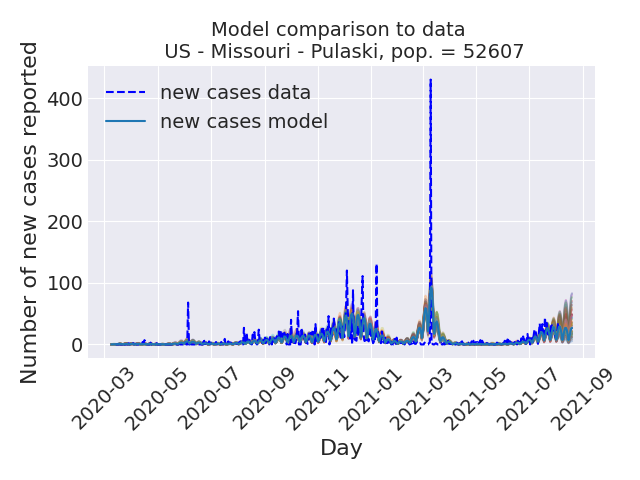 Model comparison to data
US - Missouri - Pulaski, pop. = 52607
Number of new cases reported
400
300
200
100
0
new cases data
new cases model
2020-03
2020-05
2020-07
2020-09
2020-11
2021-01
2021-03
2021-05
2021-07
2021-09
Day